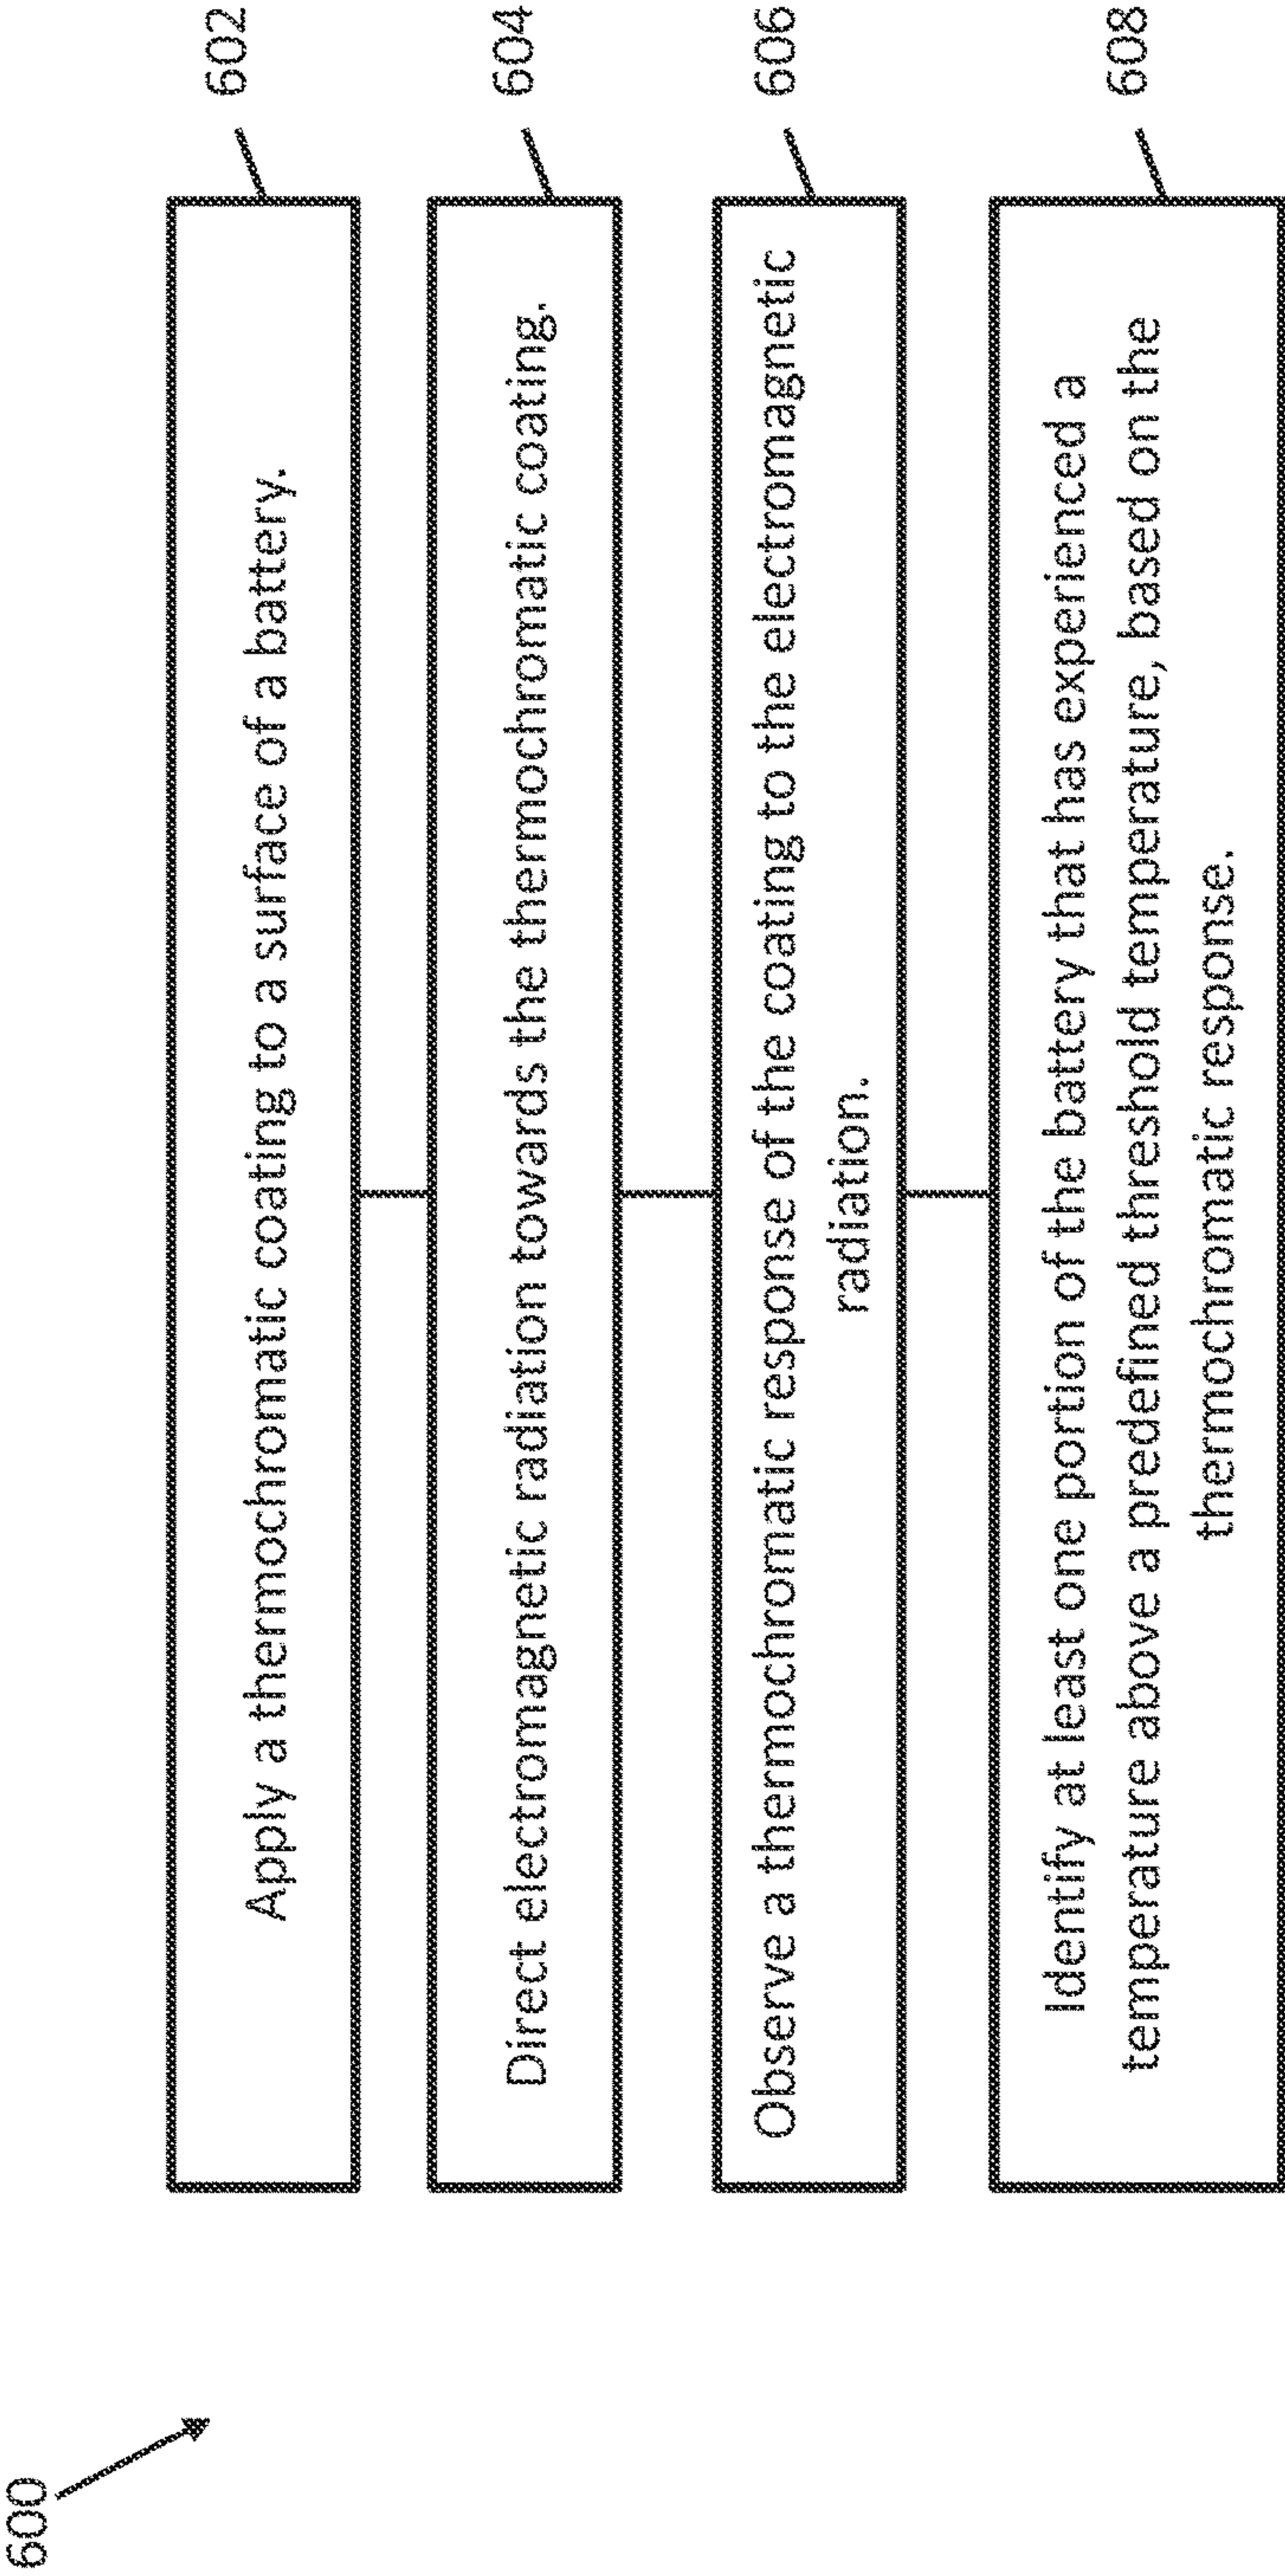 600
Apply a thermochromatic coating to a surface of a battery.
602
Direct electromagnetic radiation towards the thermochromatic coating.
604
Observe a thermochromatic response of the coating to the electromagnetic
radiation.
606
Identify at least one portion of the battery that has experienced a
temperature above a predefined threshold temperature, based on the
thermochromatic response.
608